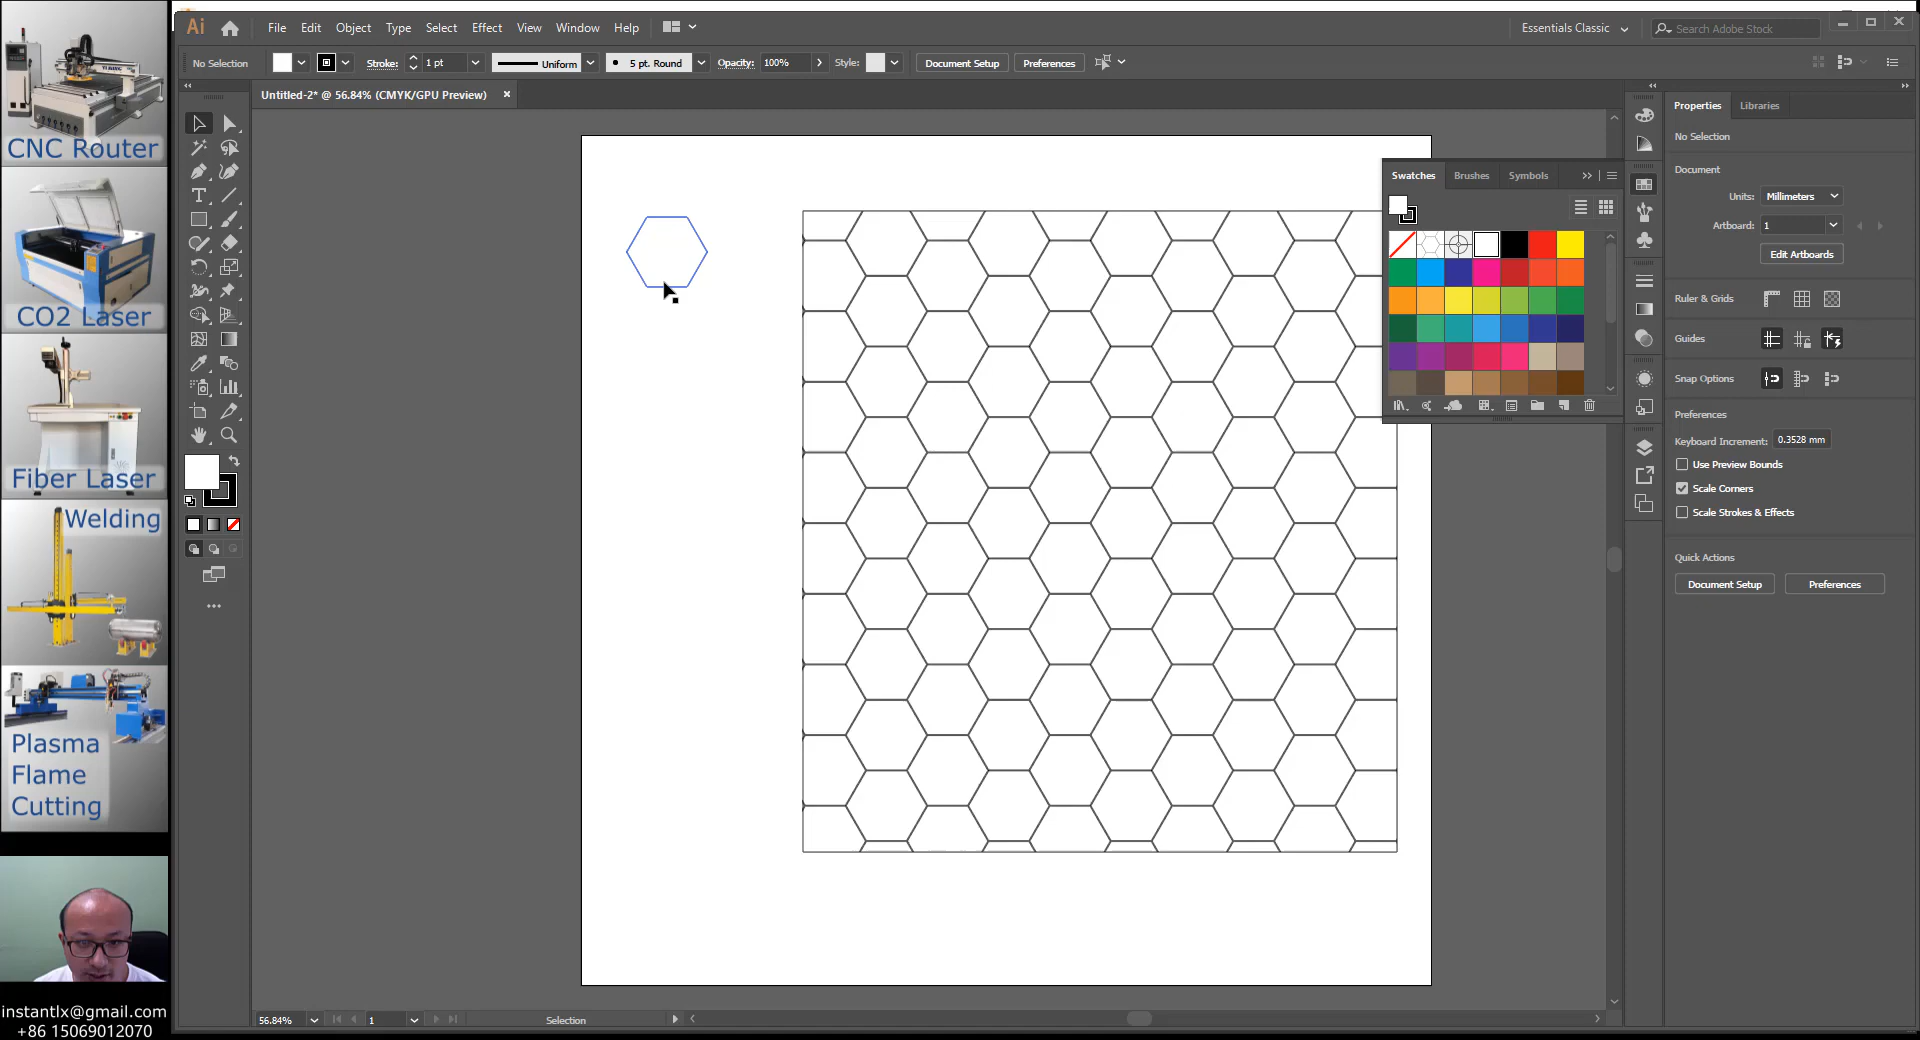 CNC Router
CO2 Laser
Fiber Laser
Welding
Plasma
Flame
Cutting
instantlx@gmail.com
+86 15069012070
Ai
File
Edit
Object
Type
Select
Effect
View
Window
Help
Essentials Classic
Search Adobe Stock
No Selection
Stroke:
1 pt
Uniform
5 pt. Round
Opacity:
100%
Style:
Document Setup
Preferences
Untitled-2* @ 56.84% (CMYK/GPU Preview)
Swatches
Brushes
Symbols
Properties
Libraries
No Selection
Document
Units:
Millimeters
Artboard:
1
Edit Artboards
Ruler & Grids
Guides
Snap Options
Preferences
Keyboard Increment:
0.3528 mm
Use Preview Bounds
Scale Corners
Scale Strokes & Effects
Quick Actions
Document Setup
Preferences
56.84%
1
Selection